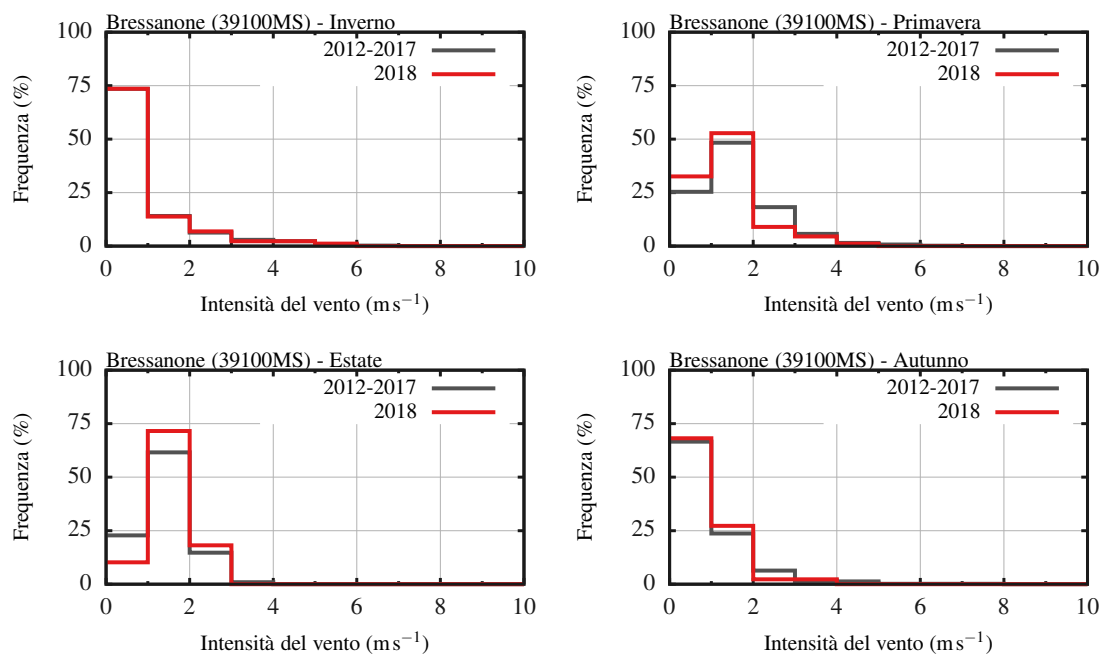 Bressanone (39100MS) - Inverno
2012-2017
2018
Frequenza (%)
100
75
50
25
0
0 2 4 6 8 10
Intensità del vento (m s⁻¹)
Bressanone (39100MS) - Primavera
2012-2017
2018
Frequenza (%)
100
75
50
25
0
0 2 4 6 8 10
Intensità del vento (m s⁻¹)
Bressanone (39100MS) - Estate
2012-2017
2018
Frequenza (%)
100
75
50
25
0
0 2 4 6 8 10
Intensità del vento (m s⁻¹)
Bressanone (39100MS) - Autunno
2012-2017
2018
Frequenza (%)
100
75
50
25
0
0 2 4 6 8 10
Intensità del vento (m s⁻¹)